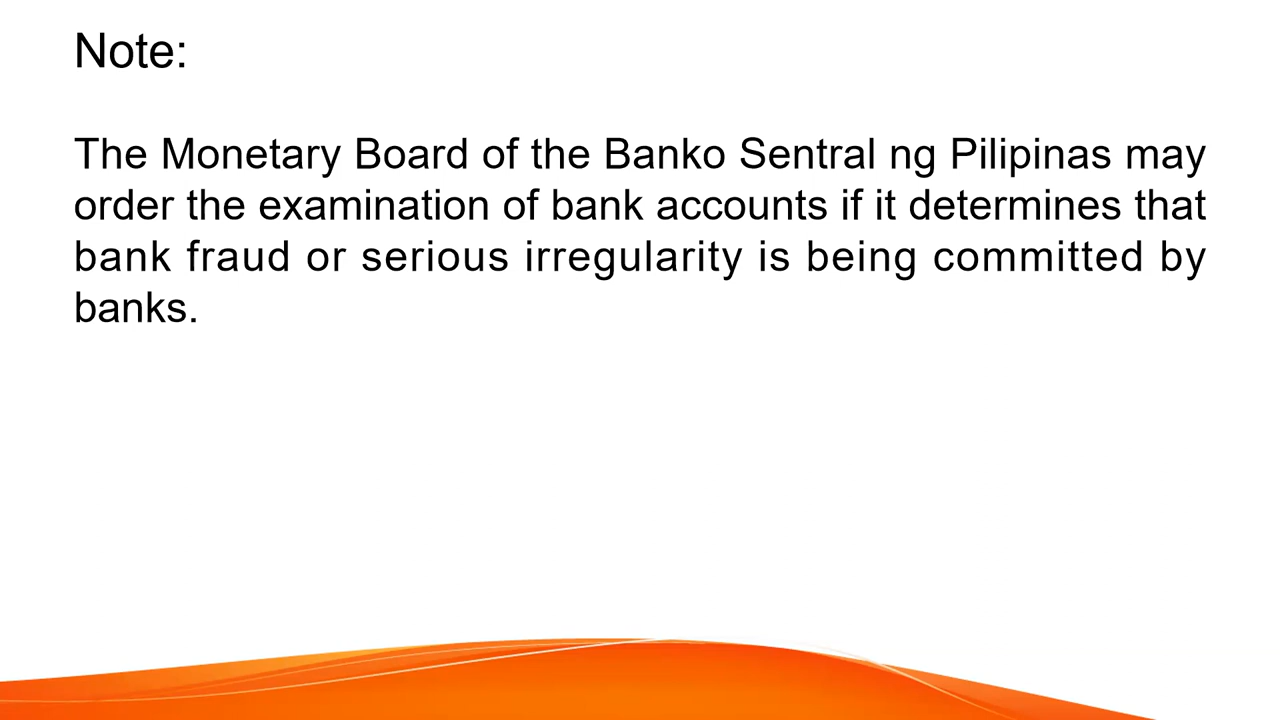 Note:
The Monetary Board of the Banko Sentral ng Pilipinas may
order the examination of bank accounts if it determines that
bank fraud or serious irregularity is being committed by
banks.